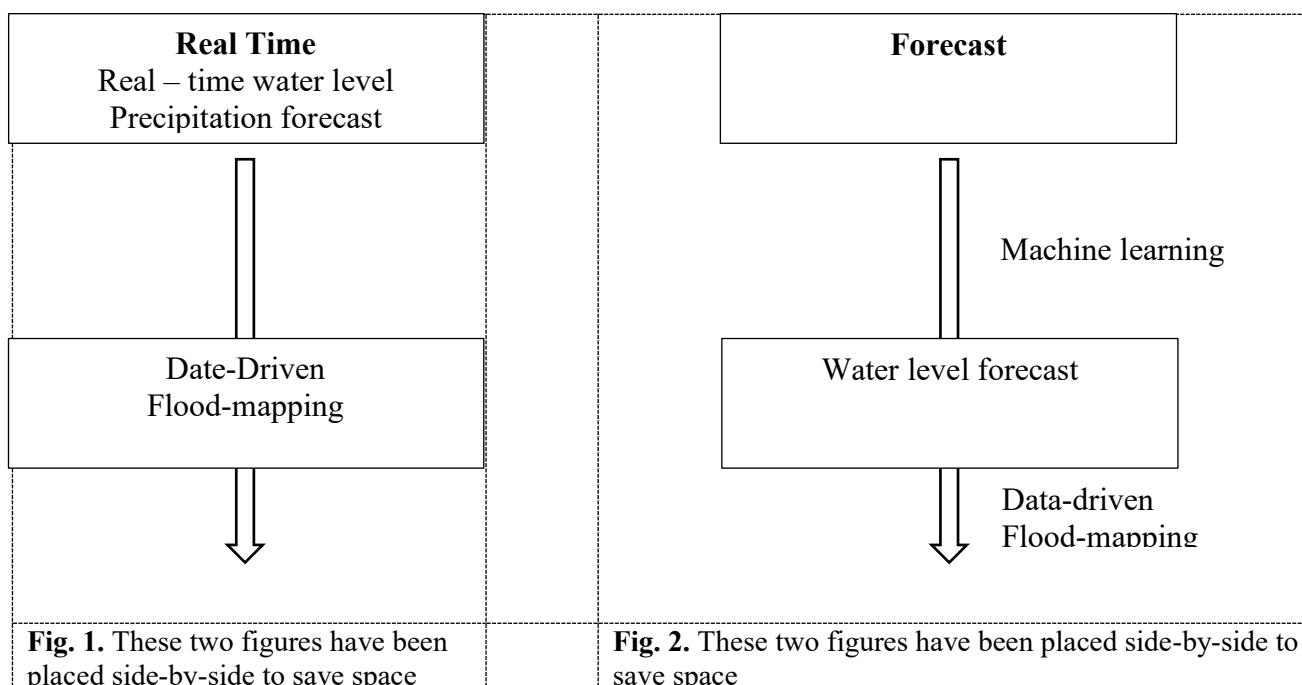 Real Time
Real – time water level
Precipitation forecast
Date-Driven
Flood-mapping
Fig. 1. These two figures have been
placed side-by-side to save space
Forecast
Machine learning
Water level forecast
Data-driven
Flood-mapping
Fig. 2. These two figures have been placed side-by-side to
save space